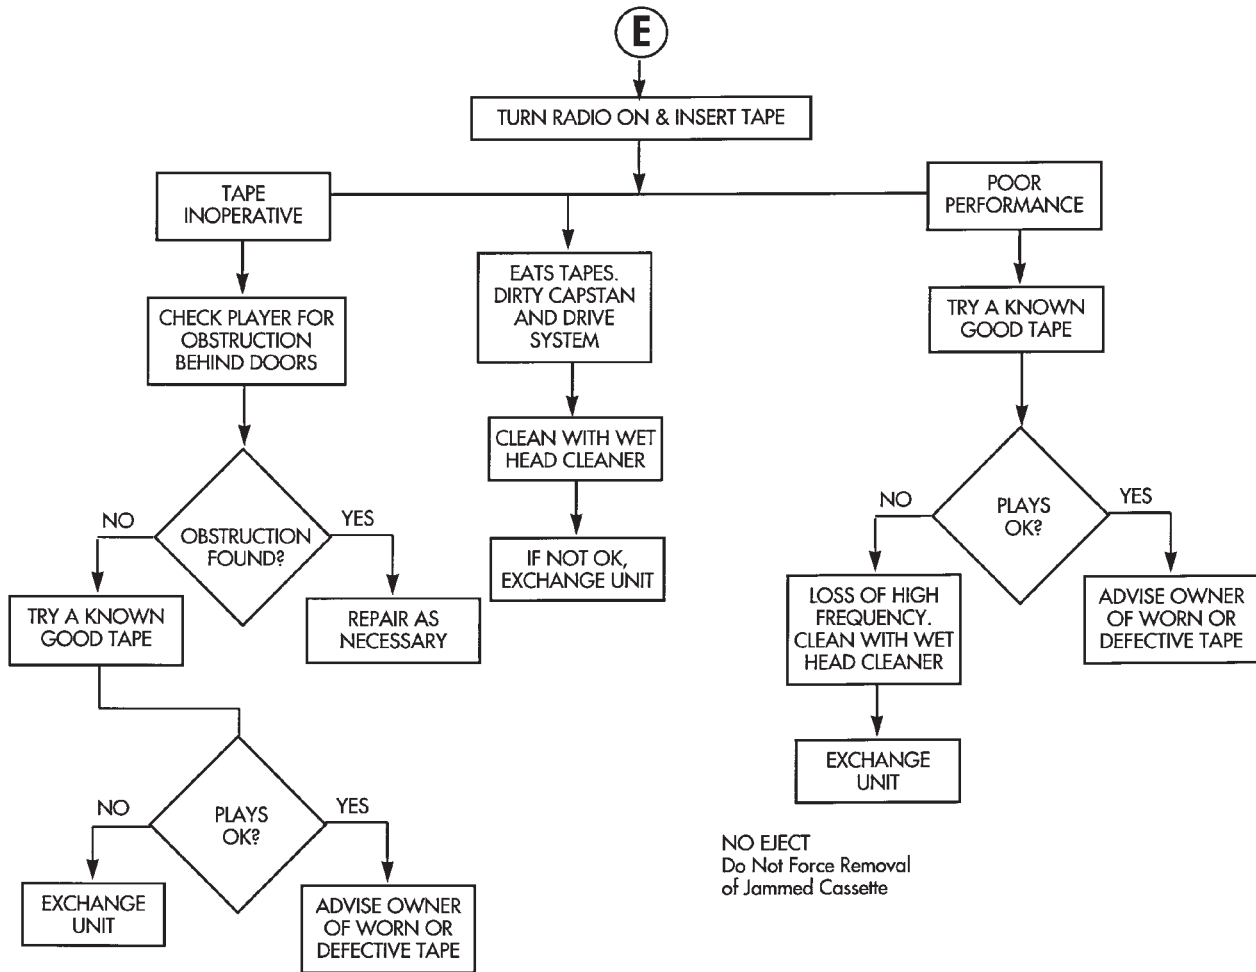 E
TURN RADIO ON & INSERT TAPE
TAPE
INOPERATIVE
POOR
PERFORMANCE
EATS TAPES.
DIRTY CAPSTAN
AND DRIVE
SYSTEM
CHECK PLAYER FOR
OBSTRUCTION
BEHIND DOORS
TRY A KNOWN
GOOD TAPE
CLEAN WITH WET
HEAD CLEANER
NO
OBSTRUCTION
FOUND?
YES
IF NOT OK,
EXCHANGE UNIT
NO
PLAYS
OK?
YES
TRY A KNOWN
GOOD TAPE
REPAIR AS
NECESSARY
LOSS OF HIGH
FREQUENCY.
CLEAN WITH WET
HEAD CLEANER
ADVISE OWNER
OF WORN OR
DEFECTIVE TAPE
EXCHANGE
UNIT
NO
PLAYS
OK?
YES
EXCHANGE
UNIT
ADVISE OWNER
OF WORN OR
DEFECTIVE TAPE
NO EJECT
Do Not Force Removal
of Jammed Cassette